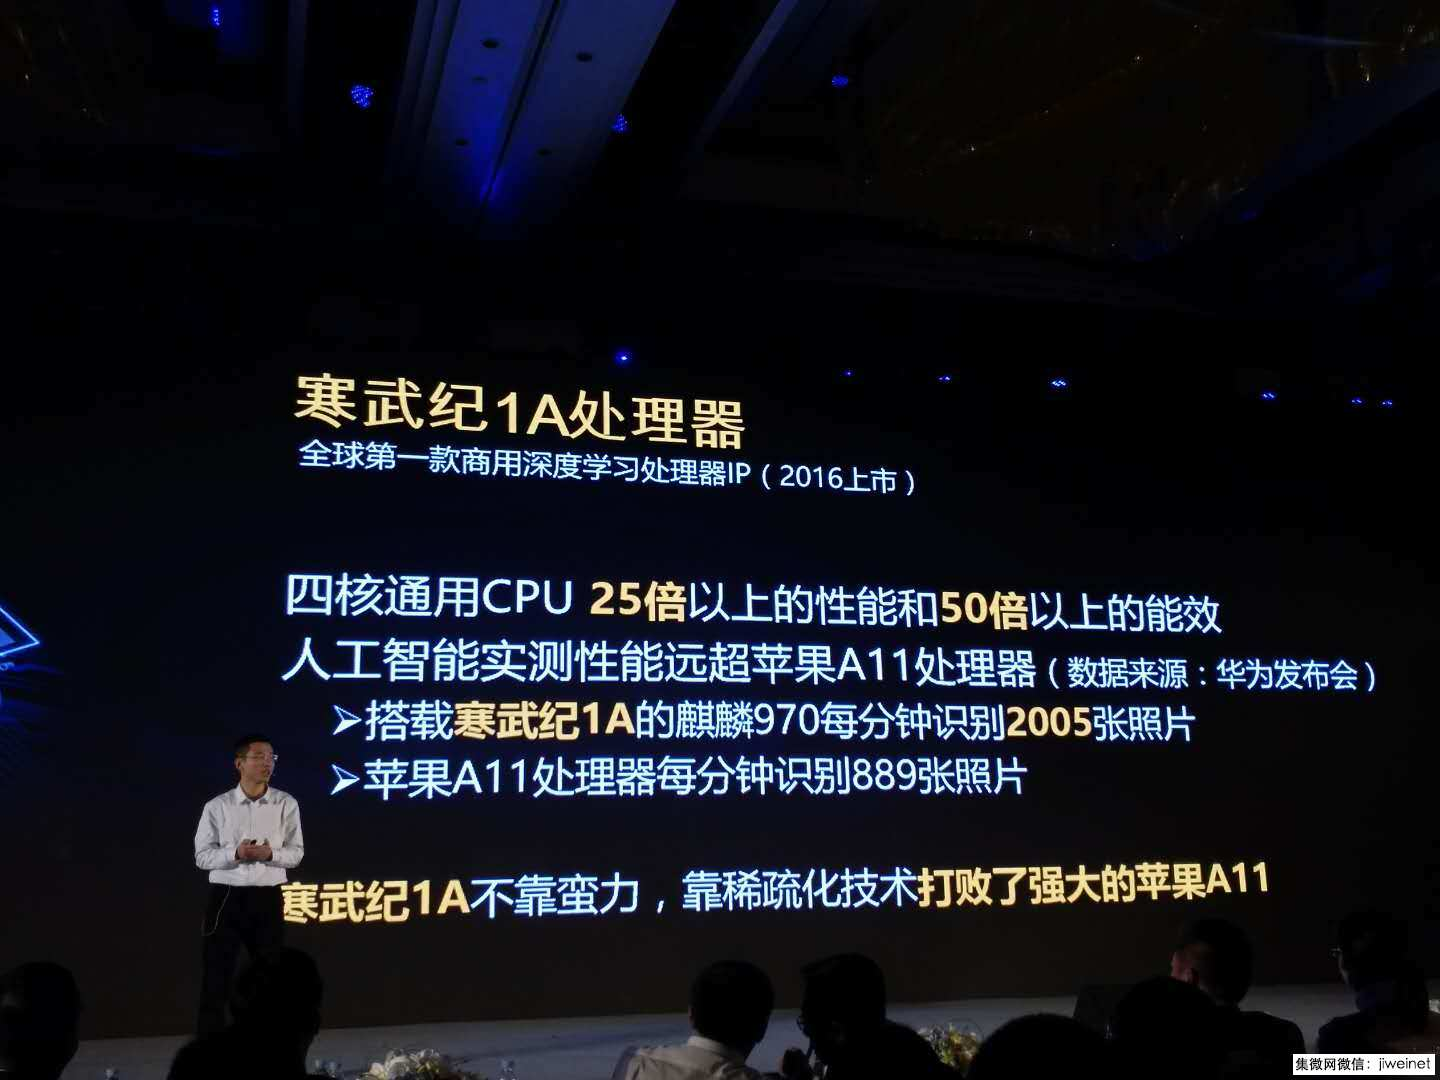 寒武纪1A处理器
全球第一款商用深度学习处理器IP（2016上市）
四核通用CPU 25倍以上的性能和50倍以上的能效
人工智能实测性能远超苹果A11处理器（数据来源：华为发布会）
➢搭载寒武纪1A的麒麟970每分钟识别2005张照片
➢苹果A11处理器每分钟识别889张照片
寒武纪1A不靠蛮力，靠稀疏化技术打败了强大的苹果A11
集微网微信：jiweinet